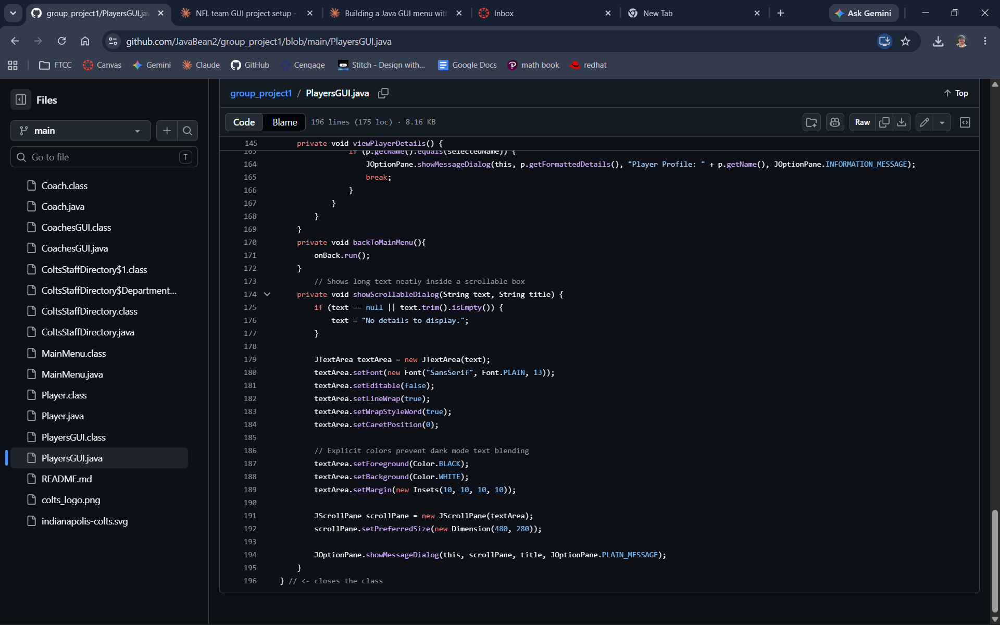 group_project1/PlayersGUI.jav
NFL team GUI project setup -
Building a Java GUI menu with
Inbox
New Tab
Ask Gemini
github.com/JavaBean2/group_project1/blob/main/PlayersGUI.java
FTCC
Canvas
Gemini
Claude
GitHub
Cengage
Stitch - Design with...
Google Docs
math book
redhat
Files
main
Go to file
T
Coach.class
Coach.java
CoachesGUI.class
CoachesGUI.java
ColtsStaffDirectory$1.class
ColtsStaffDirectory$Department...
ColtsStaffDirectory.class
ColtsStaffDirectory.java
MainMenu.class
MainMenu.java
Player.class
Player.java
PlayersGUI.class
PlayersGUI.java
README.md
colts_logo.png
indianapolis-colts.svg
group_project1 / PlayersGUI.java
Top
Code
Blame
196 lines (175 loc) · 8.16 KB
Raw
145 private void viewPlayerDetails() {
163 if (p.getName().equals(selectedName)) {
164 JOptionPane.showMessageDialog(this, p.getFormattedDetails(), "Player Profile: " + p.getName(), JOptionPane.INFORMATION_MESSAGE);
165 break;
166 }
167 }
168 }
169 }
170 private void backToMainMenu(){
171 onBack.run();
172 }
173 // Shows long text neatly inside a scrollable box
174 private void showScrollableDialog(String text, String title) {
175 if (text == null || text.trim().isEmpty()) {
176 text = "No details to display.";
177 }
178
179 JTextArea textArea = new JTextArea(text);
180 textArea.setFont(new Font("SansSerif", Font.PLAIN, 13));
181 textArea.setEditable(false);
182 textArea.setLineWrap(true);
183 textArea.setWrapStyleWord(true);
184 textArea.setCaretPosition(0);
185
186 // Explicit colors prevent dark mode text blending
187 textArea.setForeground(Color.BLACK);
188 textArea.setBackground(Color.WHITE);
189 textArea.setMargin(new Insets(10, 10, 10, 10));
190
191 JScrollPane scrollPane = new JScrollPane(textArea);
192 scrollPane.setPreferredSize(new Dimension(480, 280));
193
194 JOptionPane.showMessageDialog(this, scrollPane, title, JOptionPane.PLAIN_MESSAGE);
195 }
196 } // <- closes the class